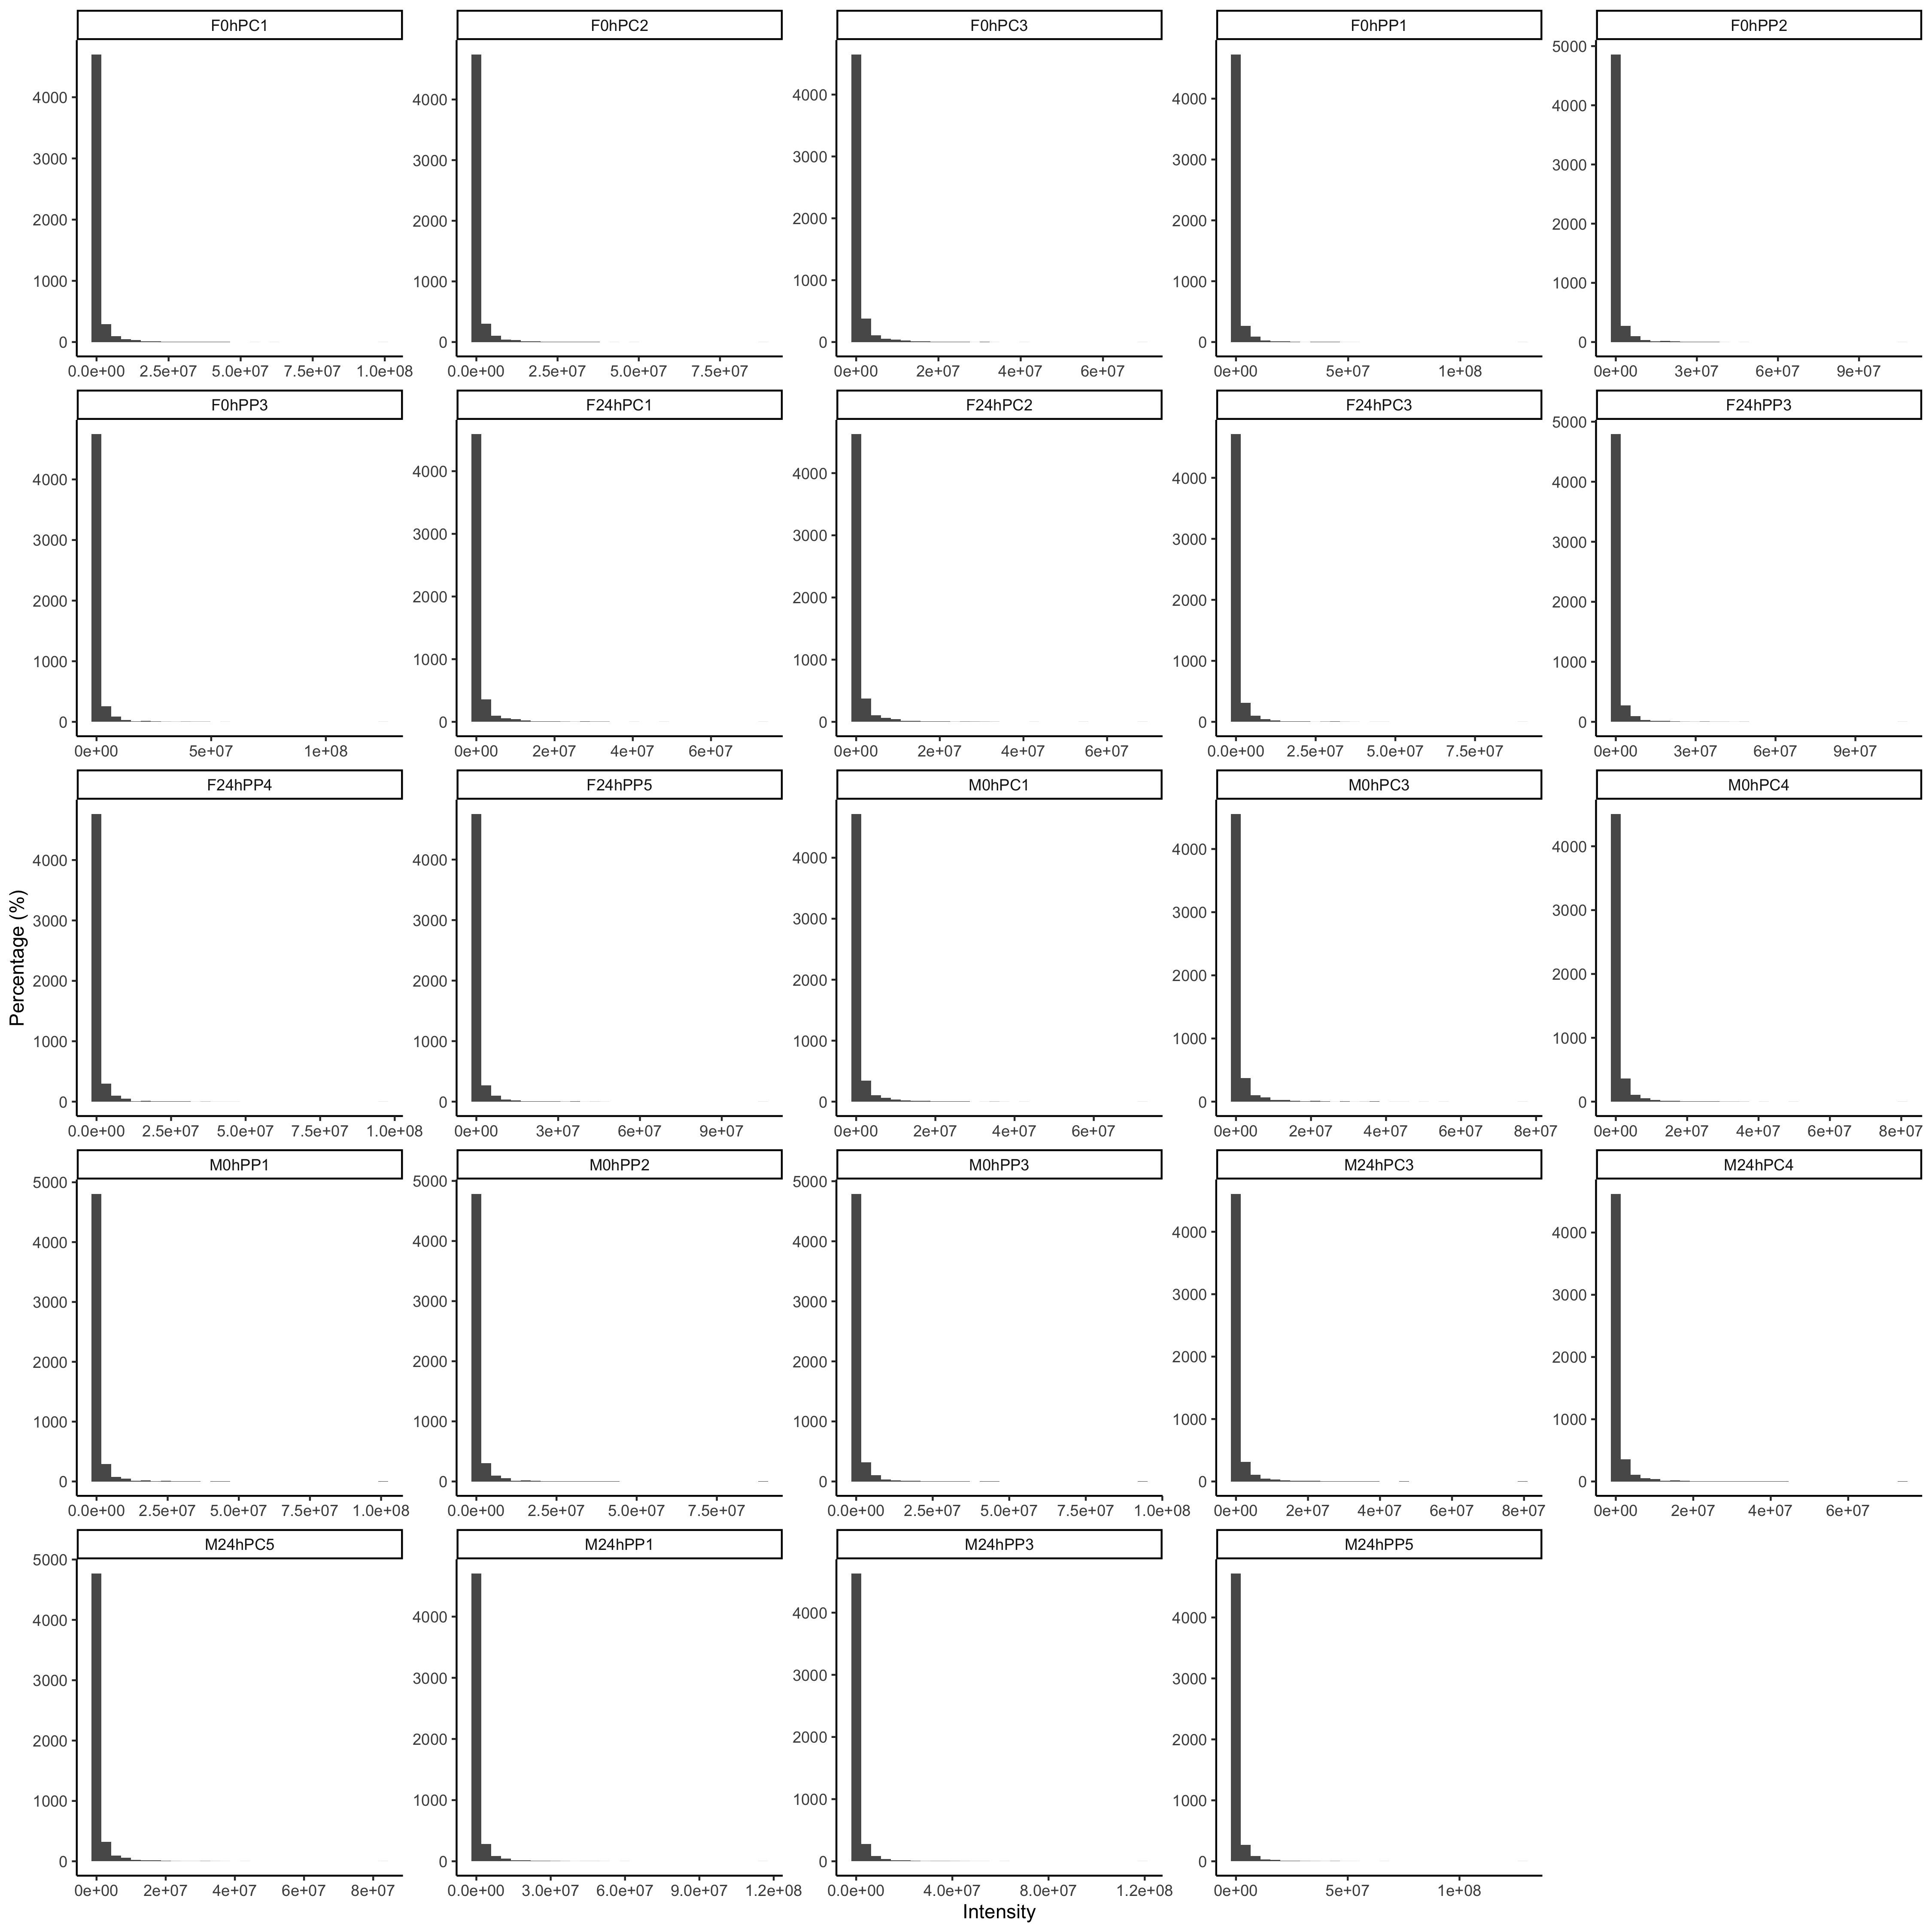 F0hPC1 F0hPC2 F0hPC3 F0hPP1 F0hPP2
4000 3000 2000 1000 0
0.0e+00 2.5e+07 5.0e+07 7.5e+07 1.0e+08
4000 3000 2000 1000 0
0.0e+00 2.5e+07 5.0e+07 7.5e+07
4000 3000 2000 1000 0
0e+00 2e+07 4e+07 6e+07
4000 3000 2000 1000 0
0e+00 5e+07 1e+08
5000 4000 3000 2000 1000 0
0e+00 3e+07 6e+07 9e+07
F0hPP3 F24hPC1 F24hPC2 F24hPC3 F24hPP3
4000 3000 2000 1000 0
0e+00 5e+07 1e+08
4000 3000 2000 1000 0
0e+00 2e+07 4e+07 6e+07
4000 3000 2000 1000 0
0e+00 2e+07 4e+07 6e+07
4000 3000 2000 1000 0
0.0e+00 2.5e+07 5.0e+07 7.5e+07
5000 4000 3000 2000 1000 0
0e+00 3e+07 6e+07 9e+07
Percentage (%)
F24hPP4 F24hPP5 M0hPC1 M0hPC3 M0hPC4
4000 3000 2000 1000 0
0.0e+00 2.5e+07 5.0e+07 7.5e+07 1.0e+08
4000 3000 2000 1000 0
0e+00 3e+07 6e+07 9e+07
4000 3000 2000 1000 0
0e+00 2e+07 4e+07 6e+07
4000 3000 2000 1000 0
0e+00 2e+07 4e+07 6e+07 8e+07
4000 3000 2000 1000 0
0e+00 2e+07 4e+07 6e+07 8e+07
M0hPP1 M0hPP2 M0hPP3 M24hPC3 M24hPC4
5000 4000 3000 2000 1000 0
0.0e+00 2.5e+07 5.0e+07 7.5e+07 1.0e+08
5000 4000 3000 2000 1000 0
0.0e+00 2.5e+07 5.0e+07 7.5e+07
5000 4000 3000 2000 1000 0
0.0e+00 2.5e+07 5.0e+07 7.5e+07 1.0e+08
4000 3000 2000 1000 0
0e+00 2e+07 4e+07 6e+07 8e+07
4000 3000 2000 1000 0
0e+00 2e+07 4e+07 6e+07
M24hPC5 M24hPP1 M24hPP3 M24hPP5
5000 4000 3000 2000 1000 0
0e+00 2e+07 4e+07 6e+07 8e+07
4000 3000 2000 1000 0
0.0e+00 3.0e+07 6.0e+07 9.0e+07 1.2e+08
4000 3000 2000 1000 0
0.0e+00 4.0e+07 8.0e+07 1.2e+08
4000 3000 2000 1000 0
0e+00 5e+07 1e+08
Intensity